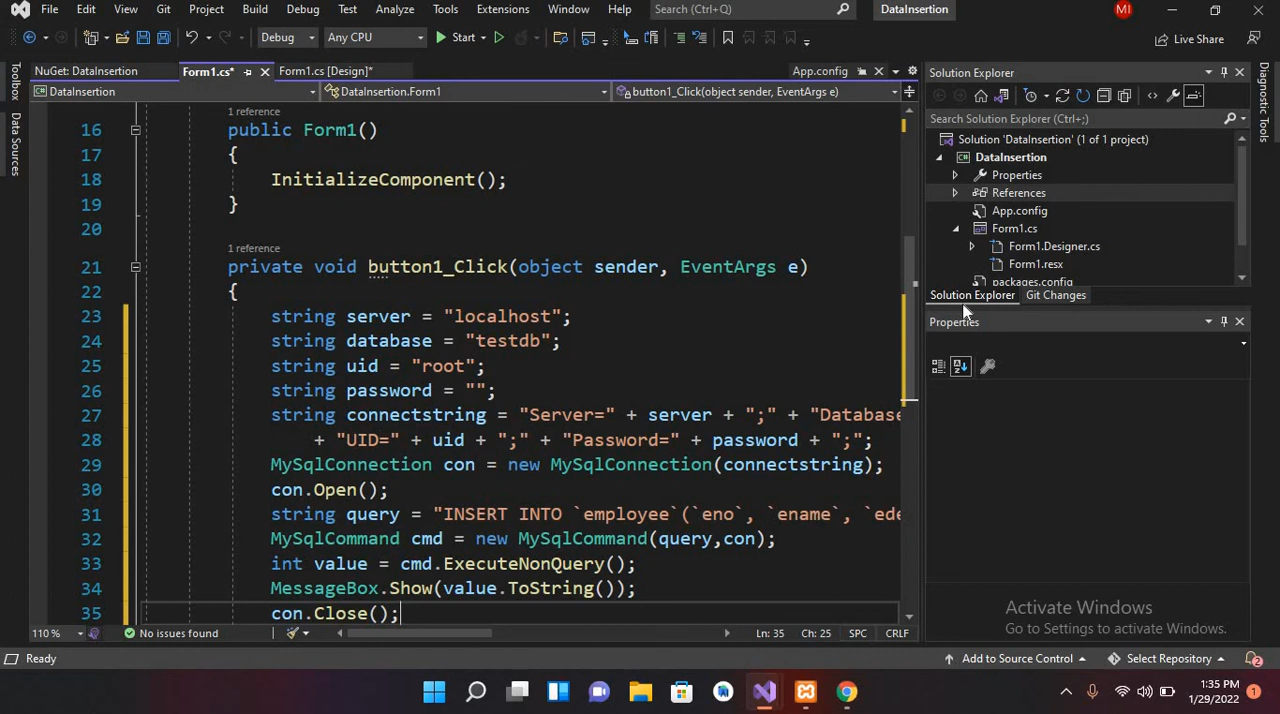 File Edit View Git Project Build Debug Test Analyze Tools Extensions Window Help Search (Ctrl+Q) DataInsertion MI
Debug Any CPU Start Live Share
NuGet: DataInsertion Form1.cs* Form1.cs [Design]* App.config
DataInsertion DataInsertion.Form1 button1_Click(object sender, EventArgs e)
Toolbox
Data Sources
1 reference
16 public Form1()
17 {
18 InitializeComponent();
19 }
20
1 reference
21 private void button1_Click(object sender, EventArgs e)
22 {
23 string server = "localhost";
24 string database = "testdb";
25 string uid = "root";
26 string password = "";
27 string connectstring = "Server=" + server + ";" + "Database
28 + "UID=" + uid + ";" + "Password=" + password + ";";
29 MySqlConnection con = new MySqlConnection(connectstring);
30 con.Open();
31 string query = "INSERT INTO `employee`(`eno`, `ename`, `ede
32 MySqlCommand cmd = new MySqlCommand(query,con);
33 int value = cmd.ExecuteNonQuery();
34 MessageBox.Show(value.ToString());
35 con.Close();
110 % No issues found Ln: 35 Ch: 25 SPC CRLF
Solution Explorer
Search Solution Explorer (Ctrl+;)
Solution 'DataInsertion' (1 of 1 project)
DataInsertion
Properties
References
App.config
Form1.cs
Form1.Designer.cs
Form1.resx
packages.config
Solution Explorer Git Changes
Properties
Diagnostic Tools
Activate Windows
Go to Settings to activate Windows.
Ready Add to Source Control Select Repository 2
1:35 PM
1/29/2022 1